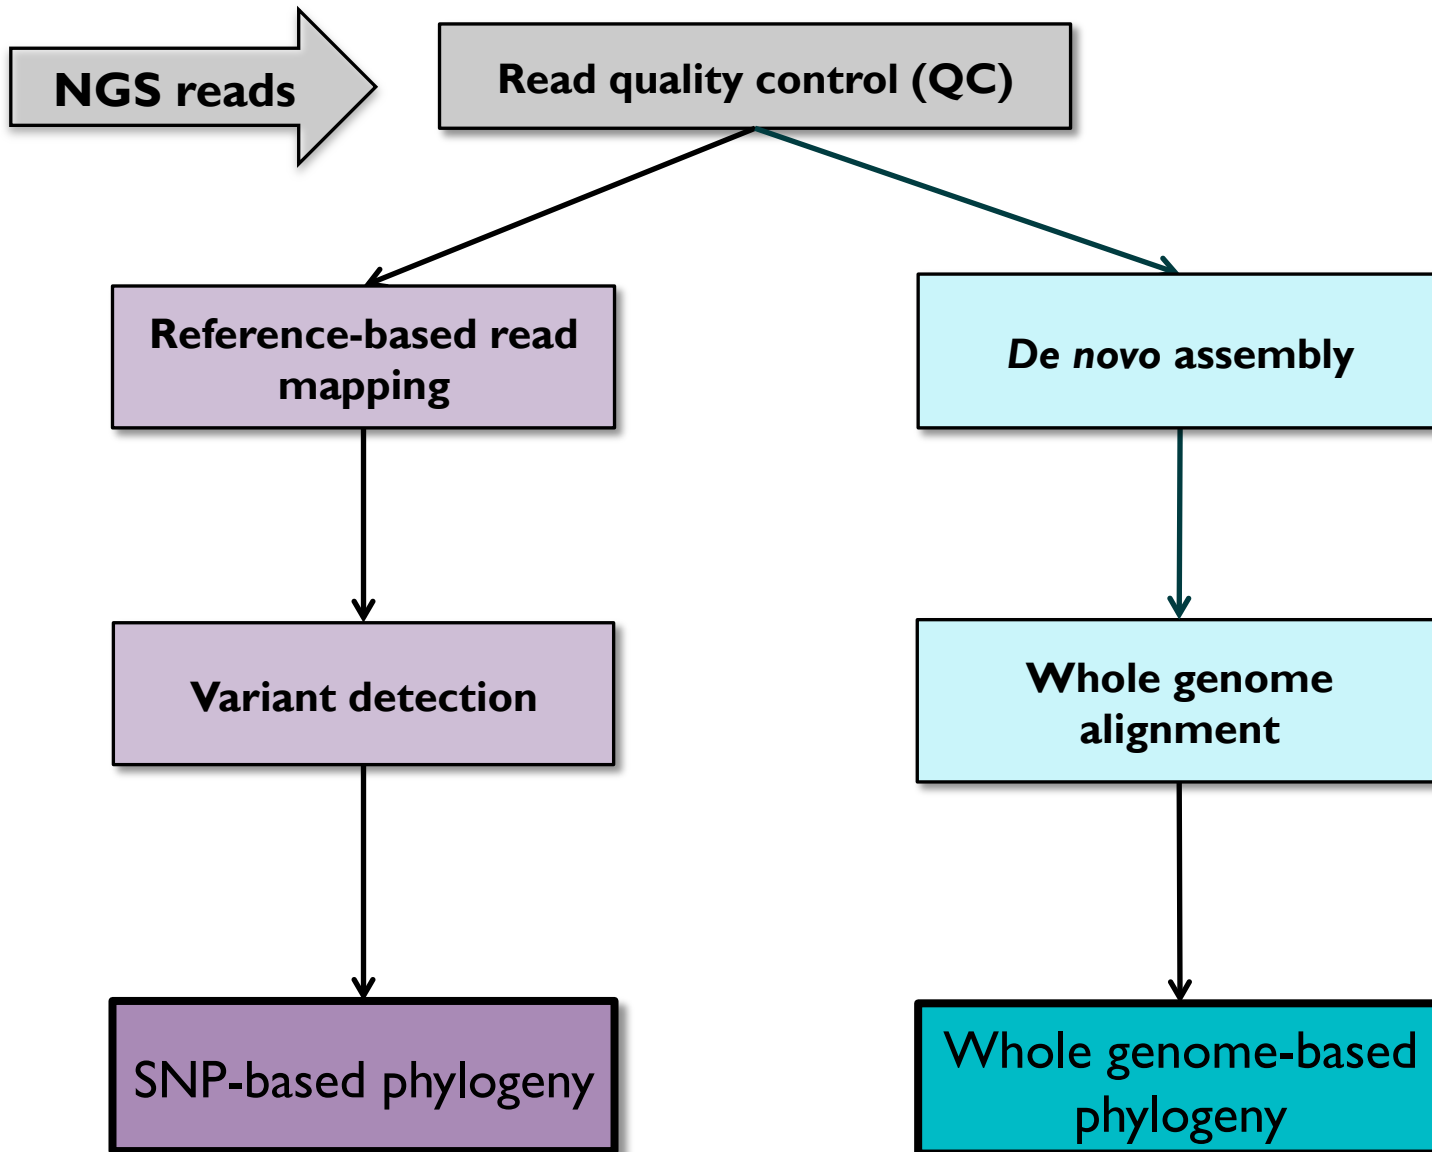 NGS reads
Read quality control (QC)
Reference-based read
mapping
De novo assembly
Variant detection
Whole genome
alignment
SNP-based phylogeny
Whole genome-based
phylogeny